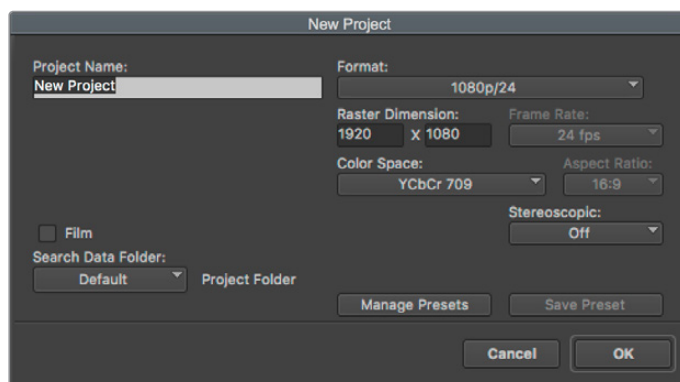 New Project
Project Name:
New Project
Format:
1080p/24
Raster Dimension:
Frame Rate:
1920 x 1080
24 fps
Color Space:
Aspect Ratio:
YCbCr 709
16:9
Stereoscopic:
Off
Film
Search Data Folder:
Default
Project Folder
Manage Presets
Save Preset
Cancel
OK